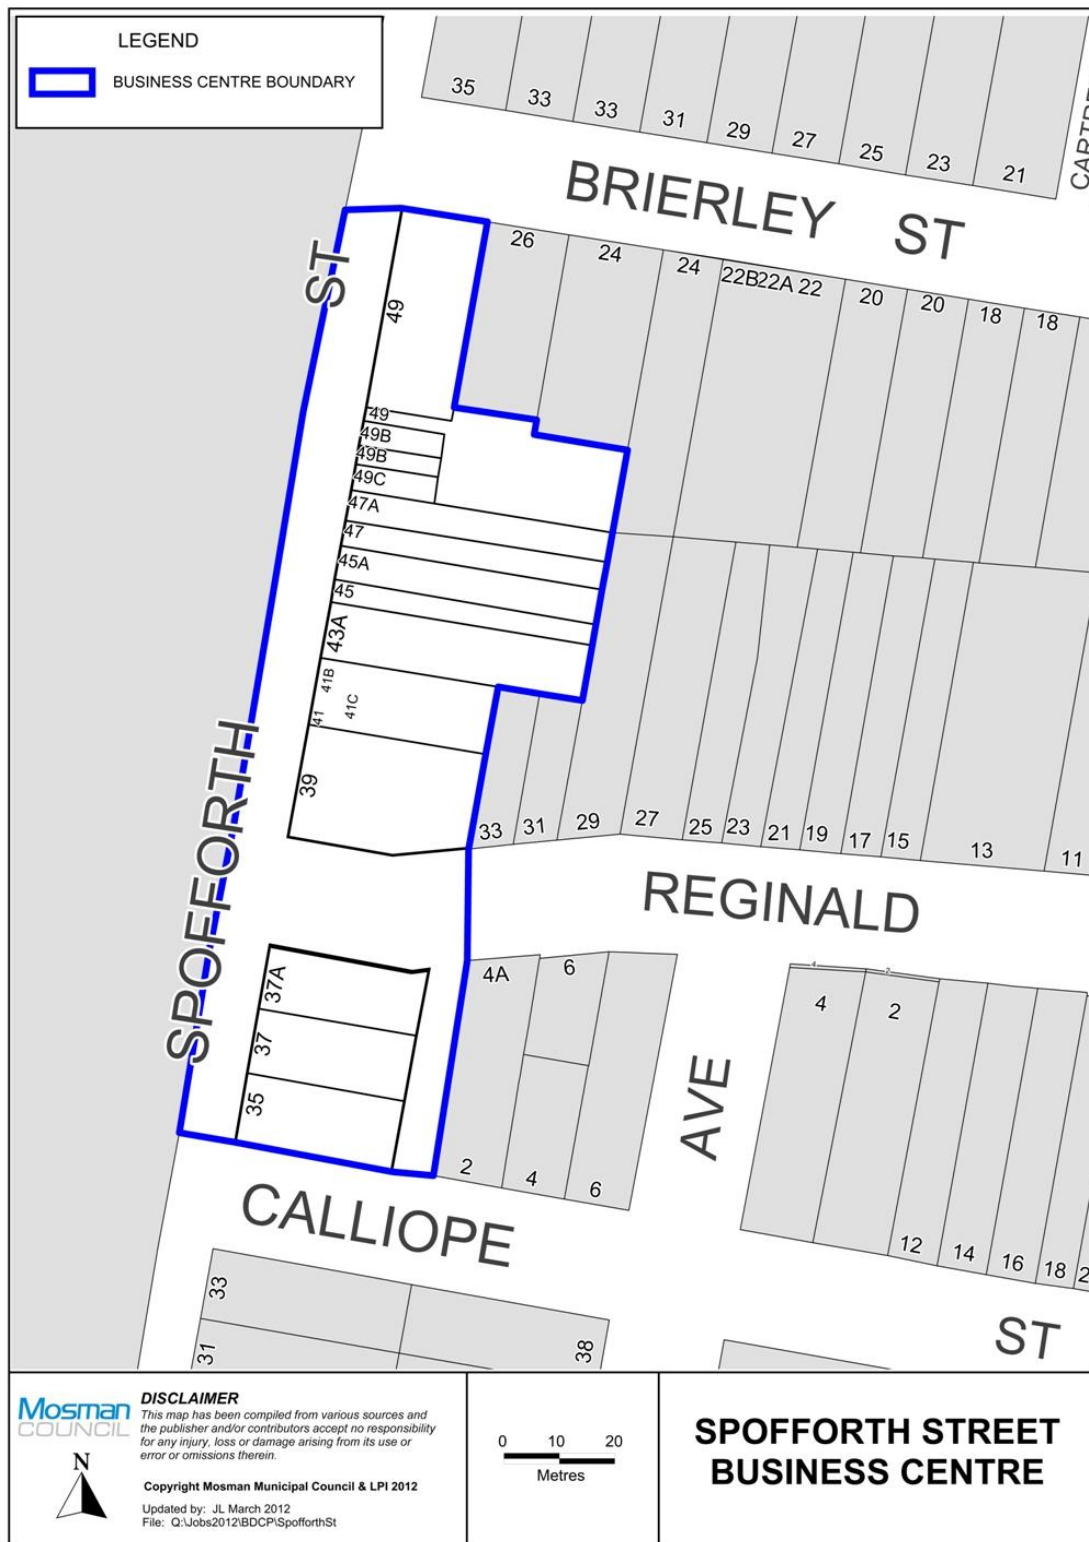 LEGEND
BUSINESS CENTRE BOUNDARY
35
33
33
31
29
27
25
23
21
BRIERLEY ST
26
24
24
22B
22A
22
20
20
18
18
ST
49
49
49B
49B
49C
47A
47
45A
45
43A
41B
41C
41
39
SPOFFORTH
33
31
29
27
25
23
21
19
17
15
13
11
REGINALD
AVE
37A
37
35
4A
6
4
2
4
2
2
4
6
12
14
16
18
CALLIOPE
ST
33
31
38
Mosman
COUNCIL
N
DISCLAIMER
This map has been compiled from various sources and
the publisher and/or contributors accept no responsibility
for any injury, loss or damage arising from its use or
error or omissions therein.
Copyright Mosman Municipal Council & LPI 2012
Updated by: JL March 2012
File: Q:\Jobs2012\BDCP\SpofforthSt
0 10 20
Metres
SPOFFORTH STREET
BUSINESS CENTRE